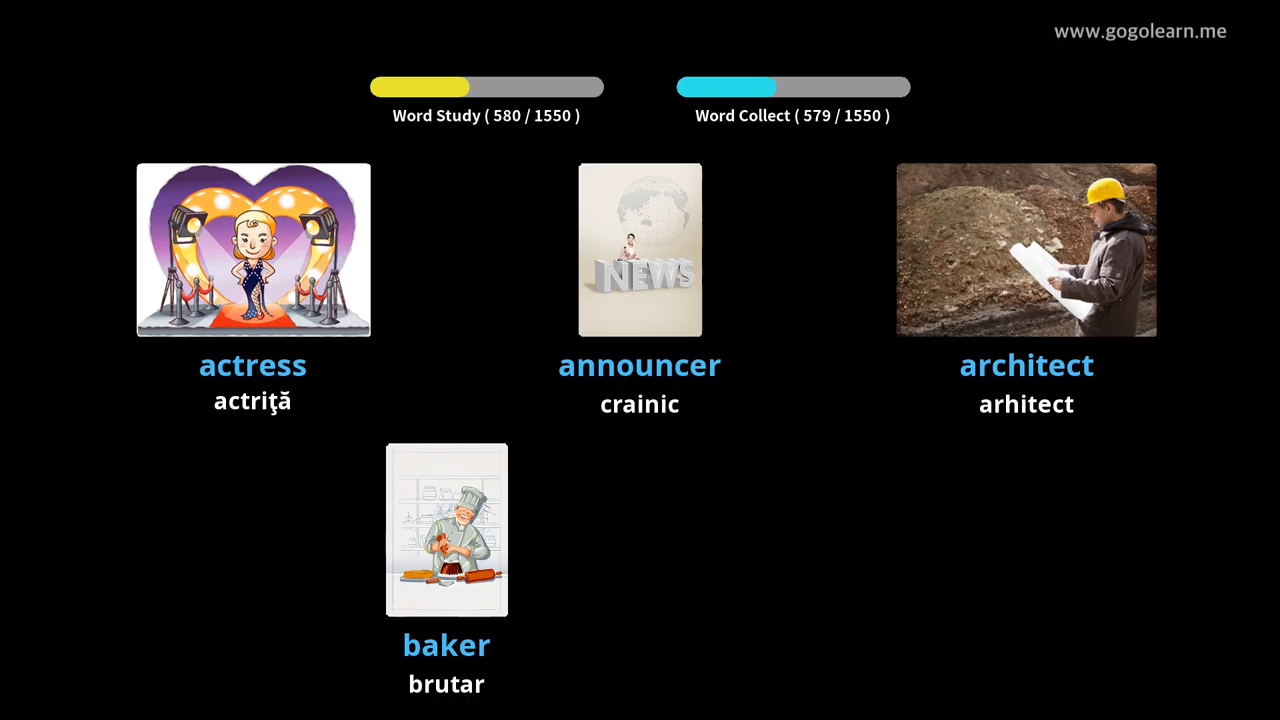 www.gogolearn.me
Word Study ( 580 / 1550 )
Word Collect ( 579 / 1550 )
NEWS
actress
actriţă
announcer
crainic
architect
arhitect
baker
brutar